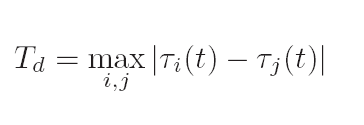 $T_d = \max_{i,j} |\tau_i(t) - \tau_j(t)|$